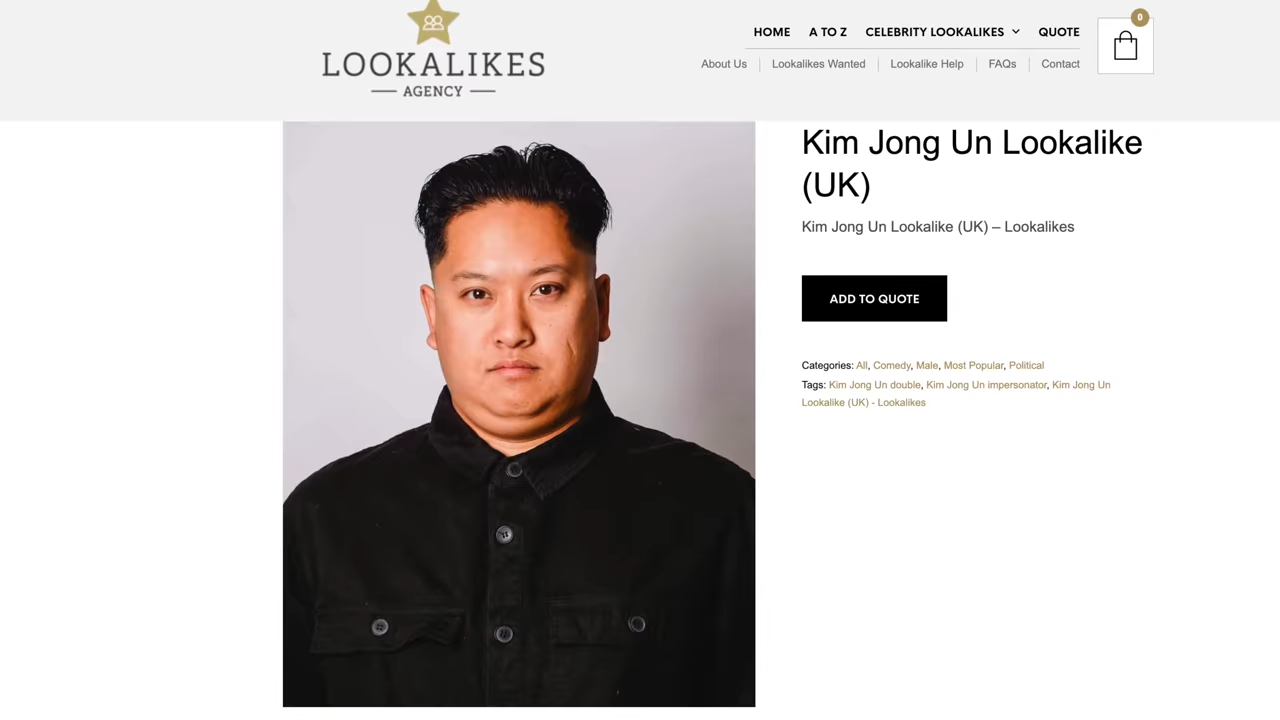 LOOKALIKES
AGENCY
HOME A TO Z CELEBRITY LOOKALIKES QUOTE
0
About Us Lookalikes Wanted Lookalike Help FAQs Contact
Kim Jong Un Lookalike
(UK)
Kim Jong Un Lookalike (UK) – Lookalikes
ADD TO QUOTE
Categories: All, Comedy, Male, Most Popular, Political
Tags: Kim Jong Un double, Kim Jong Un impersonator, Kim Jong Un
Lookalike (UK) - Lookalikes